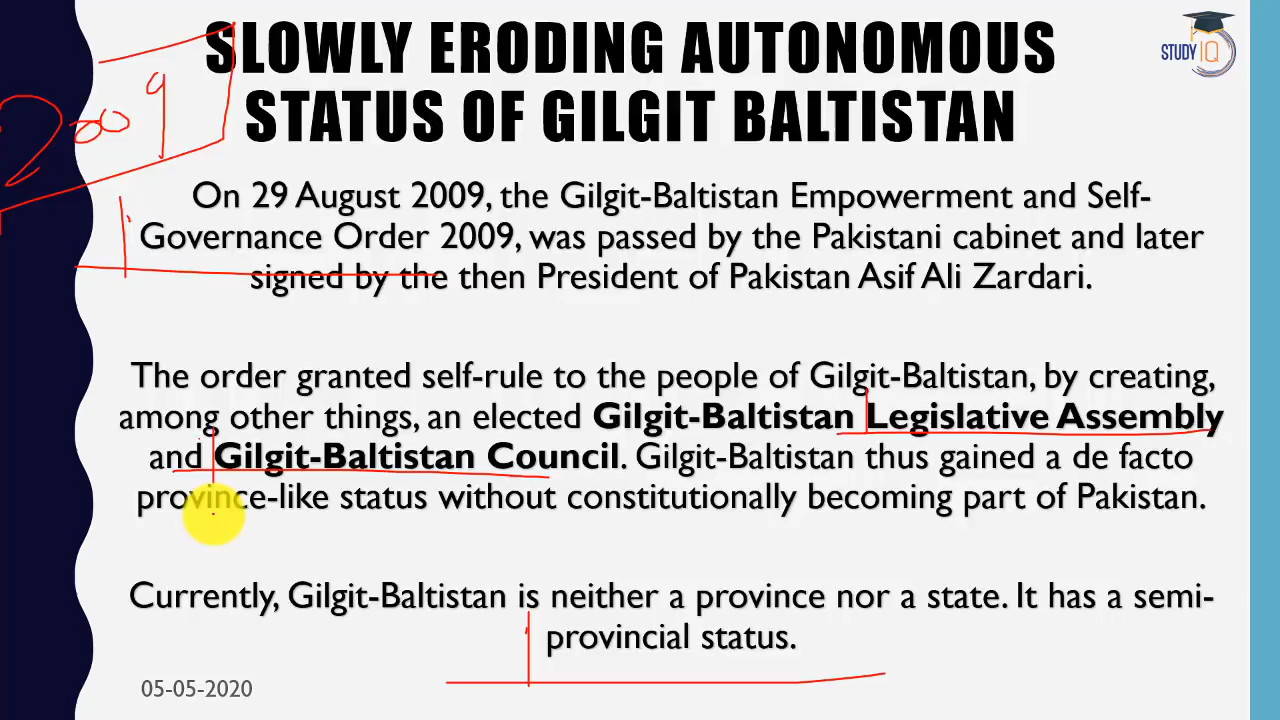 SLOWLY ERODING AUTONOMOUS
STATUS OF GILGIT BALTISTAN
STUDY IQ
2009
On 29 August 2009, the Gilgit-Baltistan Empowerment and Self-
Governance Order 2009, was passed by the Pakistani cabinet and later
signed by the then President of Pakistan Asif Ali Zardari.
The order granted self-rule to the people of Gilgit-Baltistan, by creating,
among other things, an elected Gilgit-Baltistan Legislative Assembly
and Gilgit-Baltistan Council. Gilgit-Baltistan thus gained a de facto
province-like status without constitutionally becoming part of Pakistan.
Currently, Gilgit-Baltistan is neither a province nor a state. It has a semi-
provincial status.
05-05-2020